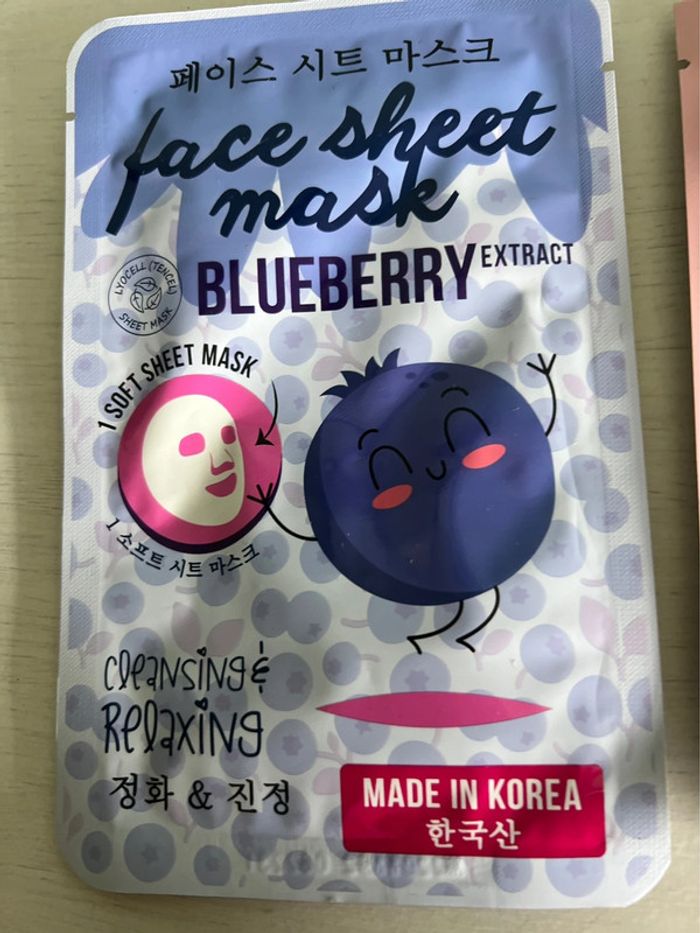 페이스 시트 마스크
face sheet
mask
BLUEBERRY EXTRACT
LYOCELL (TENCEL)
SHEET MASK
1 SOFT SHEET MASK
1 소프트 시트 마스크
cleansing &
Relaxing
정화 & 진정
MADE IN KOREA
한국산